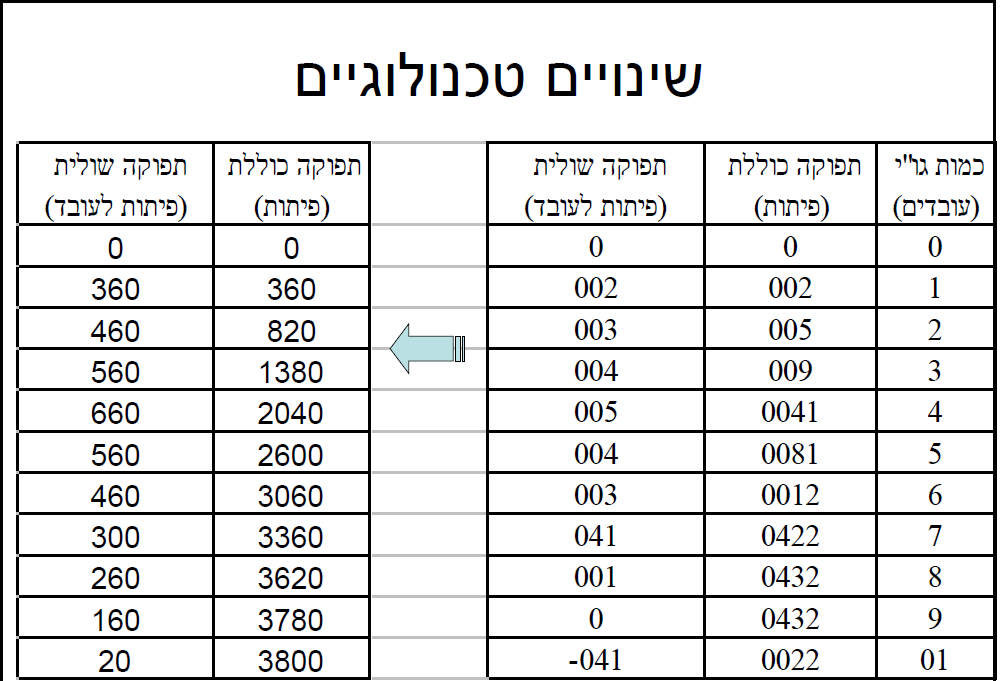 שינויים טכנולוגיים
כמות גו"י תפוקה כוללת תפוקה שולית תפוקה כוללת תפוקה שולית
(עובדים) (פיתות) (פיתות לעובד) (פיתות) (פיתות לעובד)
0 0 0 0 0
1 002 002 360 360
2 005 003 820 460
3 009 004 1380 560
4 0041 005 2040 660
5 0081 004 2600 560
6 0012 003 3060 460
7 0422 041 3360 300
8 0432 001 3620 260
9 0432 0 3780 160
01 0022 -041 3800 20